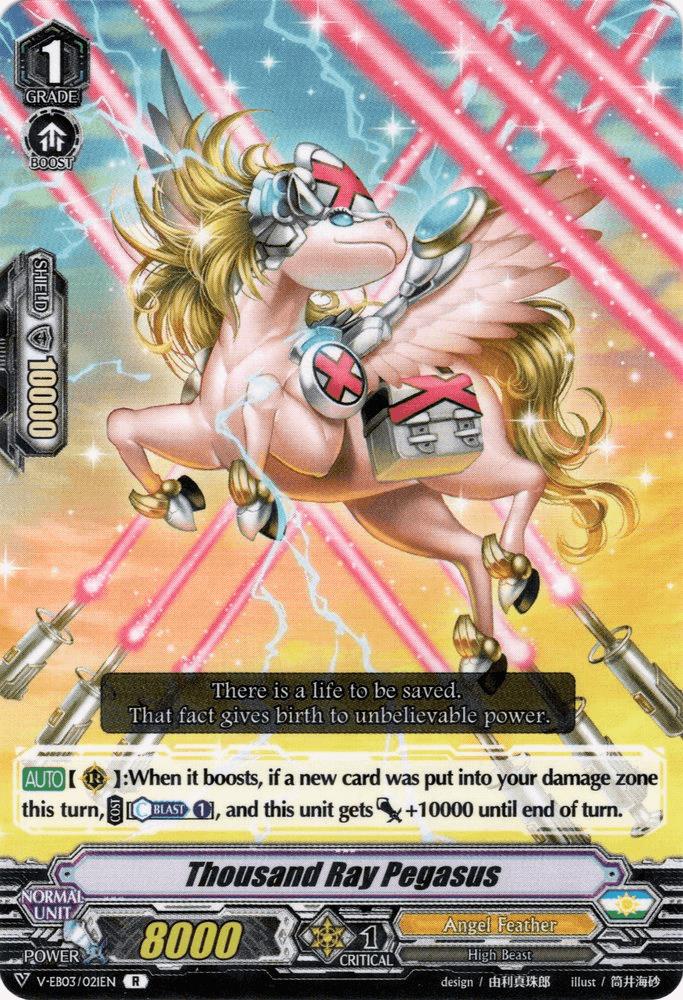 1
GRADE
BOOST
SHIELD
10000
There is a life to be saved.
That fact gives birth to unbelievable power.
AUTO【 R 】:When it boosts, if a new card was put into your damage zone
this turn, COST [C BLAST 1], and this unit gets +10000 until end of turn.
Thousand Ray Pegasus
NORMAL
UNIT
POWER 8000
1
CRITICAL
Angel Feather
High Beast
V-EB03/021EN R
design / 由利真珠郎
illust / 筒井海砂